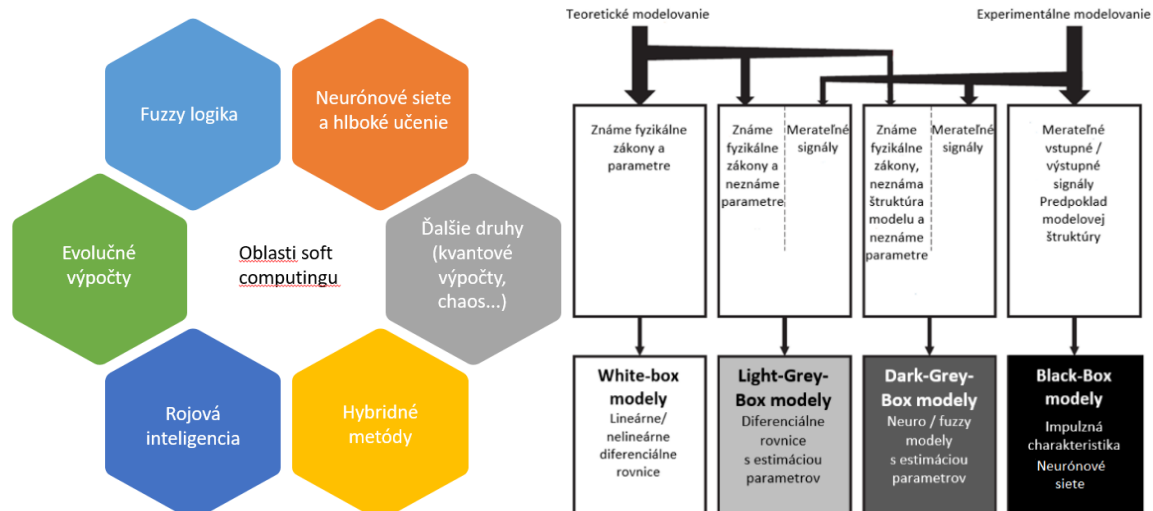 Fuzzy logika
Neurónové siete
a hlboké učenie
Evolučné
výpočty
Oblasti soft
computingu
Ďalšie druhy
(kvantové
výpočty,
chaos...)
Rojová
inteligencia
Hybridné
metódy
Teoretické modelovanie
Experimentálne modelovanie
Známe fyzikálne
zákony a
parametre
Známe
fyzikálne
zákony a
neznáme
parametre
Merateľné
signály
Známe
fyzikálne
zákony,
neznáma
štruktúra
modelu a
neznáme
parametre
Merateľné
signály
Merateľné
vstupné /
výstupné
signály
Predpoklad
modelovej
štruktúry
White-box
modely
Lineárne/
nelineárne
diferenciálne
rovnice
Light-Grey-
Box modely
Diferenciálne
rovnice
s estimáciou
parametrov
Dark-Grey-
Box modely
Neuro / fuzzy
modely
s estimáciou
parametrov
Black-Box
modely
Impulzná
charakteristika
Neurónové
siete